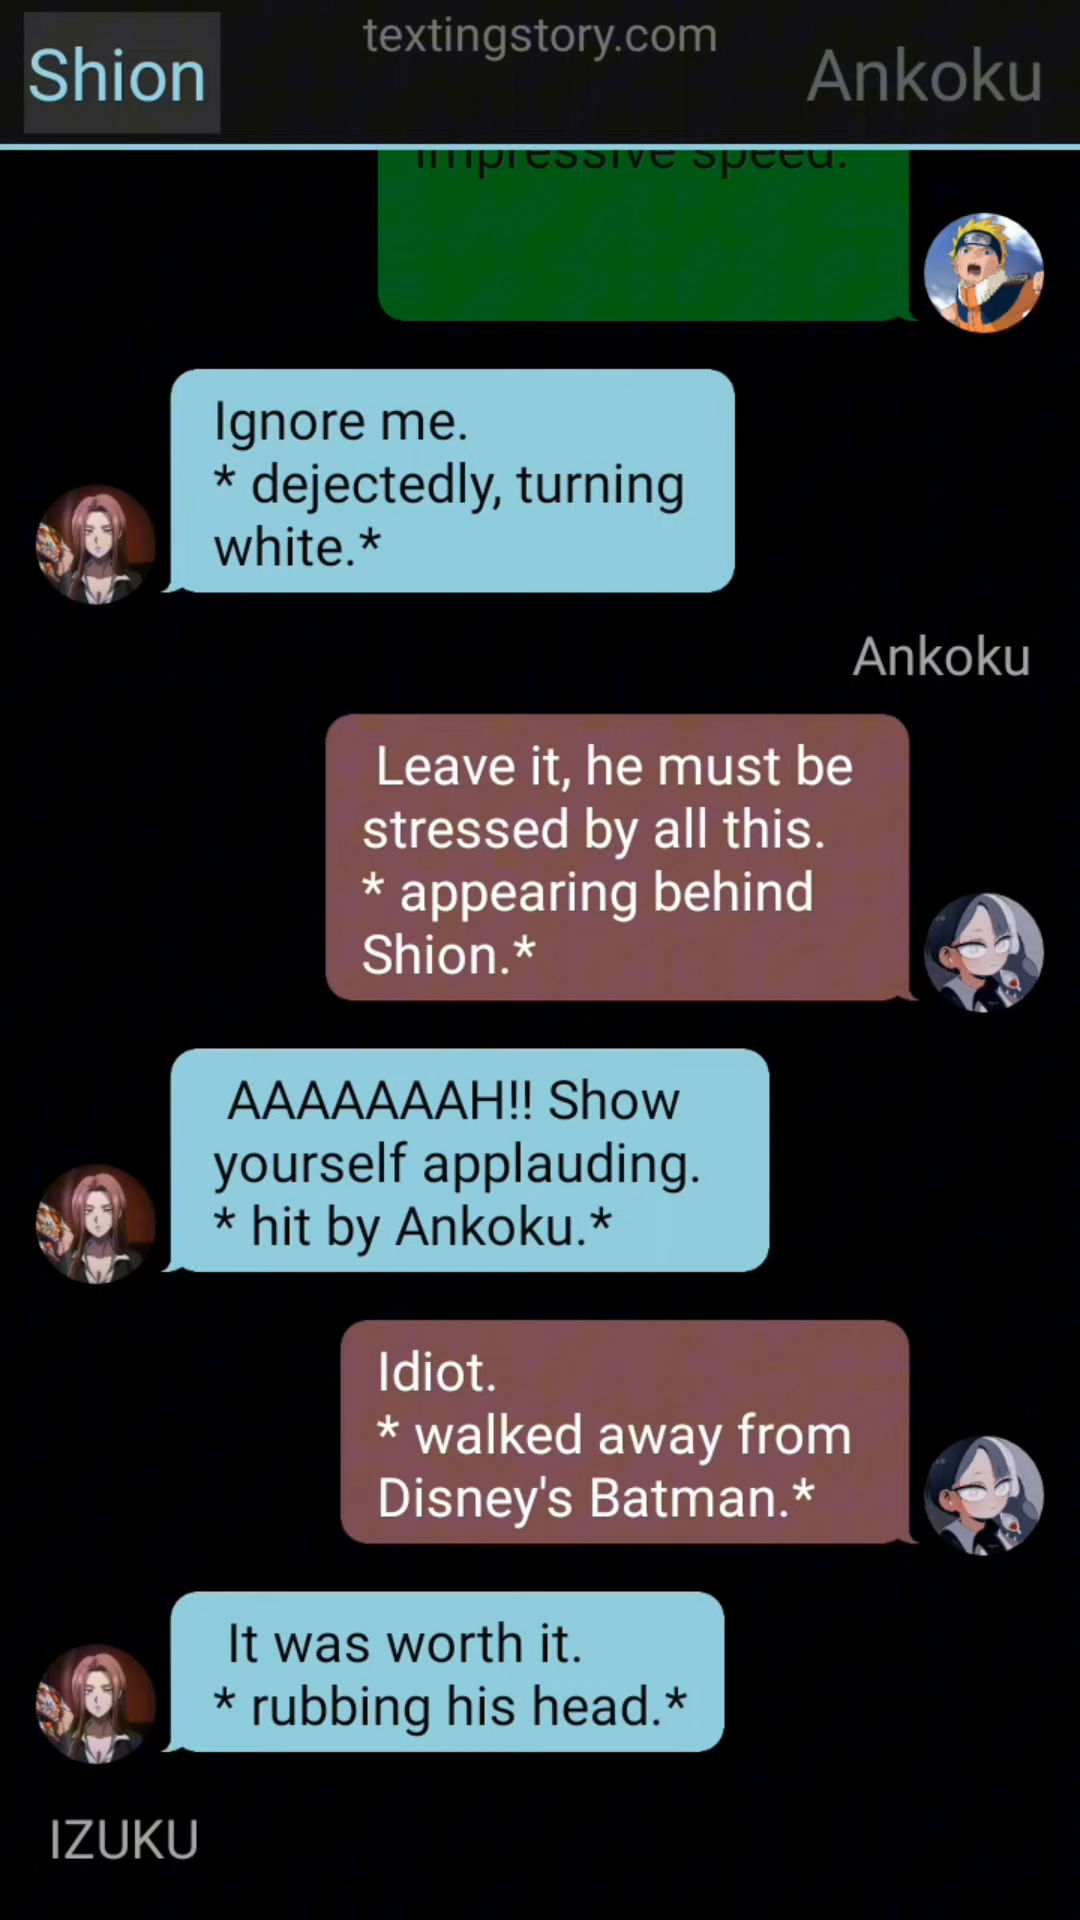 textingstory.com
Shion
Ankoku
impressive speed.
Ignore me.
* dejectedly, turning
white.*
Ankoku
Leave it, he must be
stressed by all this.
* appearing behind
Shion.*
AAAAAAAH!! Show
yourself applauding.
* hit by Ankoku.*
Idiot.
* walked away from
Disney's Batman.*
It was worth it.
* rubbing his head.*
IZUKU